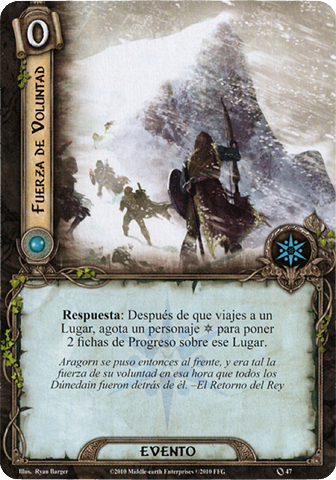 0
Fuerza de Voluntad
Respuesta: Después de que viajes a un
Lugar, agota un personaje para poner
2 fichas de Progreso sobre ese Lugar.
Aragorn se puso entonces al frente, y era tal la
fuerza de su voluntad en esa hora que todos los
Dúnedain fueron detrás de él. –El Retorno del Rey
EVENTO
Illus. Ryan Barger
©2010 Middle-earth Enterprises ©2010 FFG
47